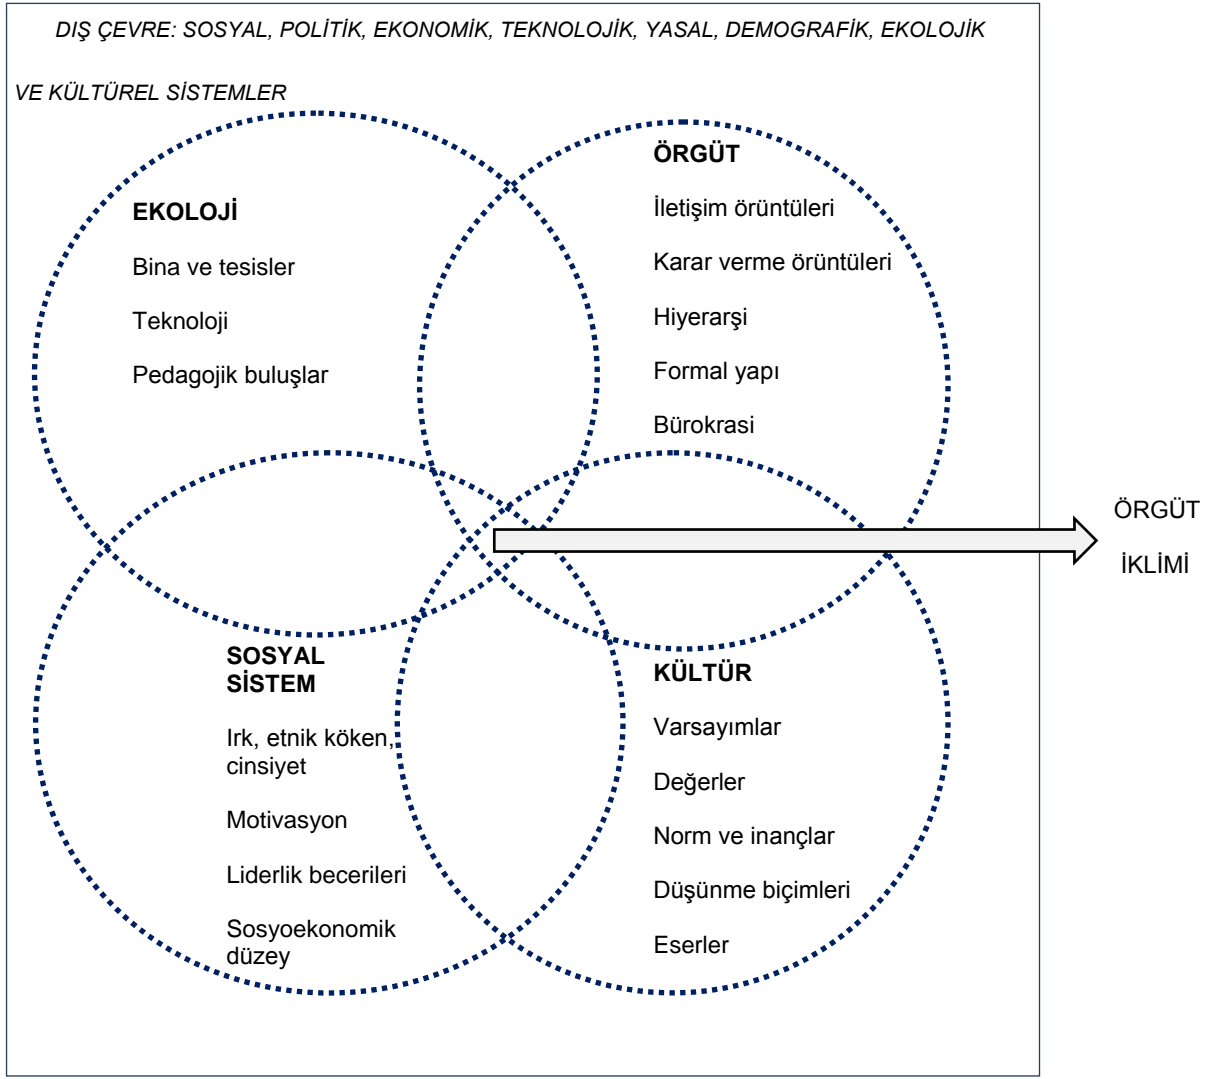 DIŞ ÇEVRE: SOSYAL, POLİTİK, EKONOMİK, TEKNOLOJİK, YASAL, DEMOGRAFİK, EKOLOJİK
VE KÜLTÜREL SİSTEMLER
EKOLOJİ
Bina ve tesisler
Teknoloji
Pedagojik buluşlar
ÖRGÜT
İletişim örüntüleri
Karar verme örüntüleri
Hiyerarşi
Formal yapı
Bürokrasi
ÖRGÜT
İKLİMİ
SOSYAL
SİSTEM
Irk, etnik köken,
cinsiyet
Motivasyon
Liderlik becerileri
Sosyoekonomik
düzey
KÜLTÜR
Varsayımlar
Değerler
Norm ve inançlar
Düşünme biçimleri
Eserler